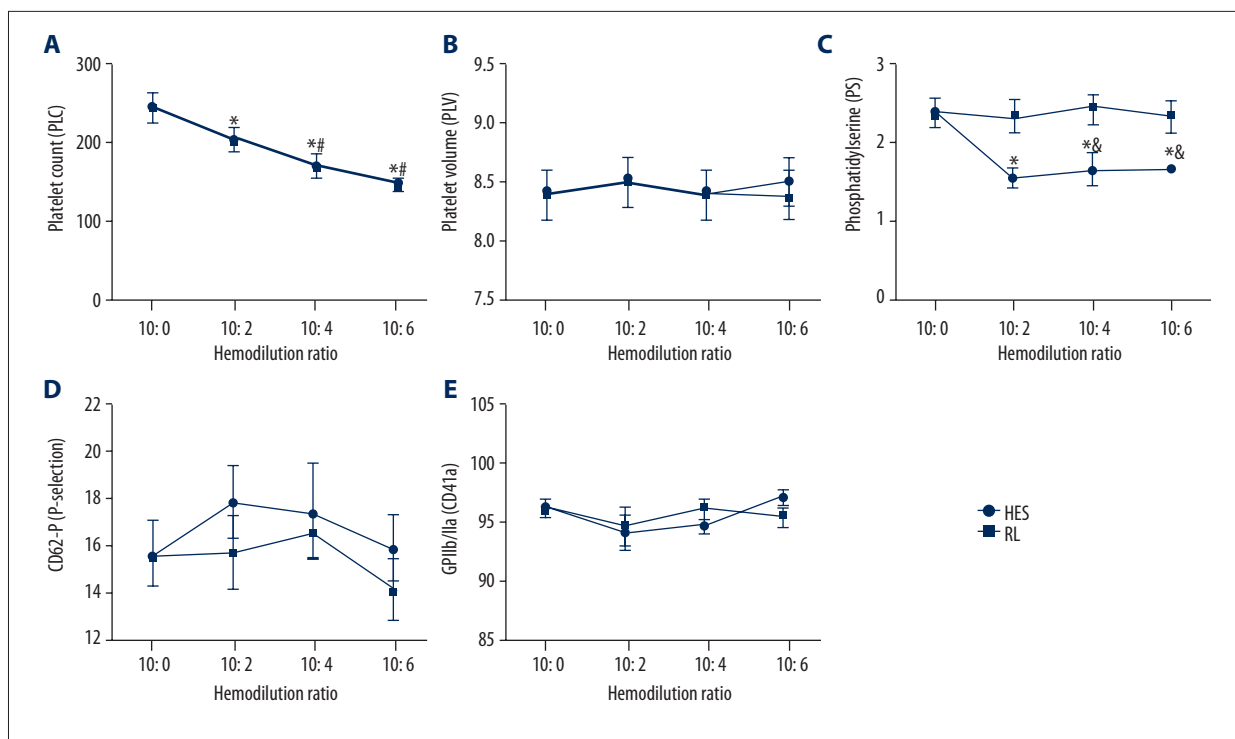 A
Platelet count (PLC)
300
200
100
0
*
*#
*#
10: 0
10: 2
10: 4
10: 6
Hemodilution ratio
B
Platelet volume (PLV)
9.5
9.0
8.5
8.0
7.5
10: 0
10: 2
10: 4
10: 6
Hemodilution ratio
C
Phosphatidylserine (PS)
3
2
1
0
*
*&
*&
10: 0
10: 2
10: 4
10: 6
Hemodilution ratio
D
CD62-P (P-selection)
22
20
18
16
14
12
10: 0
10: 2
10: 4
10: 6
Hemodilution ratio
E
GPIIb/IIa (CD41a)
105
100
95
90
85
10: 0
10: 2
10: 4
10: 6
Hemodilution ratio
HES
RL